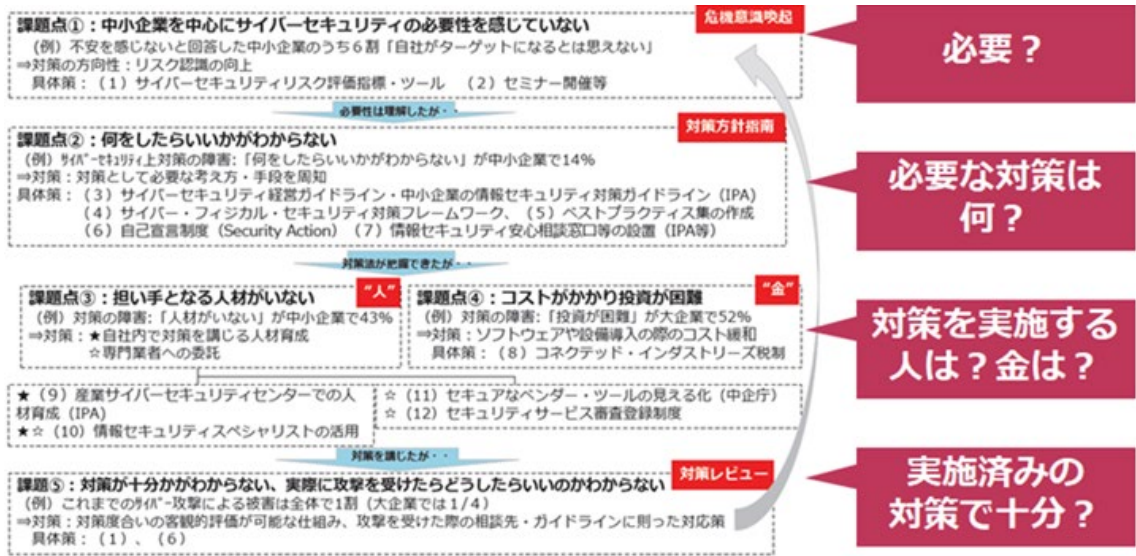 課題点①:中小企業を中心にサイバーセキュリティの必要性を感じていない
危機意識喚起
(例)不安を感じないと回答した中小企業のうち6割「自社がターゲットになるとは思えない」
⇒対策の方向性:リスク認識の向上
具体策:(1)サイバーセキュリティリスク評価指標・ツール (2)セミナー開催等
必要?
必要性は理解したが・・
課題点②:何をしたらいいかがわからない
対策方針指南
(例)サイバーセキュリティ上対策の障害:「何をしたらいいかがわからない」が中小企業で14%
⇒対策:対策として必要な考え方・手段を周知
具体策:(3)サイバーセキュリティ経営ガイドライン・中小企業の情報セキュリティ対策ガイドライン(IPA)
(4)サイバー・フィジカル・セキュリティ対策フレームワーク、(5)ベストプラクティス集の作成
(6)自己宣言制度(Security Action)(7)情報セキュリティ安心相談窓口等の設置(IPA等)
必要な対策は
何?
対策法が把握できたが・・
課題点③:担い手となる人材がいない
“人”
(例)対策の障害:「人材がいない」が中小企業で43%
⇒対策:★自社内で対策を講じる人材育成
☆専門業者への委託
課題点④:コストがかかり投資が困難
“金”
(例)対策の障害:「投資が困難」が大企業で52%
⇒対策:ソフトウェアや設備導入の際のコスト緩和
具体策:(8)コネクテッド・インダストリーズ税制
対策を実施する
人は?金は?
★(9)産業サイバーセキュリティセンターでの人
材育成(IPA)
★☆(10)情報セキュリティスペシャリストの活用
☆(11)セキュアなベンダー・ツールの見える化(中企庁)
☆(12)セキュリティサービス審査登録制度
対策を講じたが・・
課題⑤:対策が十分かがわからない、実際に攻撃を受けたらどうしたらいいのかわからない
対策レビュー
(例)これまでのサイバー攻撃による被害は全体で1割(大企業では1/4)
⇒対策:対策度合いの客観的評価が可能な仕組み、攻撃を受けた際の相談先・ガイドラインに則った対応策
具体策:(1)、(6)
実施済みの
対策で十分?